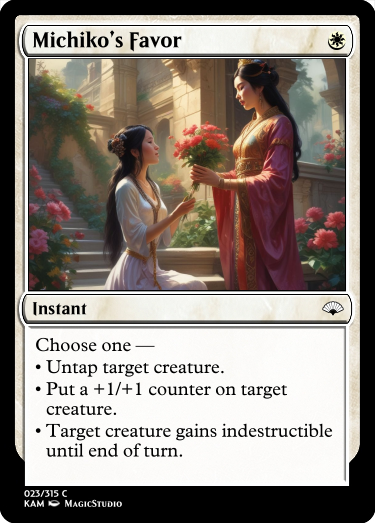 Michiko's Favor
Instant
Choose one —
• Untap target creature.
• Put a +1/+1 counter on target
creature.
• Target creature gains indestructible
until end of turn.
023/315 C
KAM MagicStudio